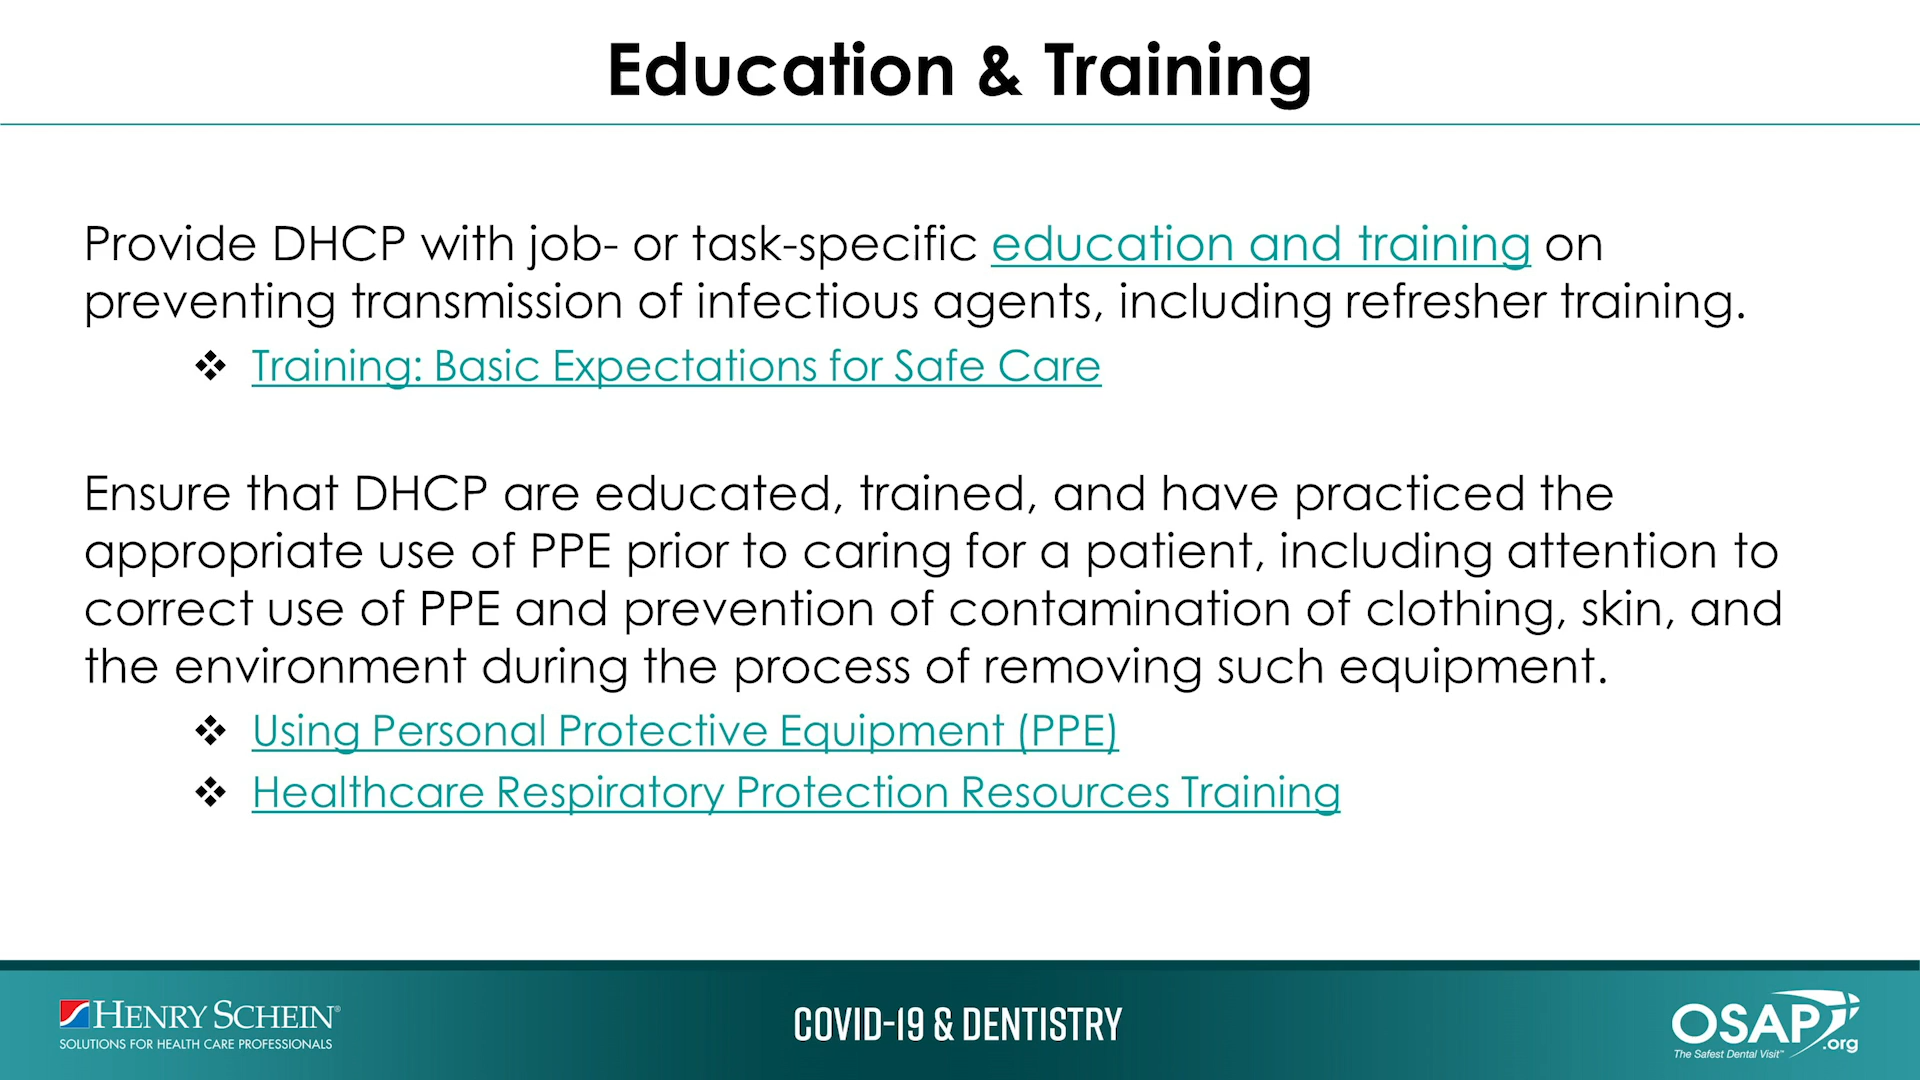 Education & Training
Provide DHCP with job- or task-specific education and training on
preventing transmission of infectious agents, including refresher training.
❖ Training: Basic Expectations for Safe Care
Ensure that DHCP are educated, trained, and have practiced the
appropriate use of PPE prior to caring for a patient, including attention to
correct use of PPE and prevention of contamination of clothing, skin, and
the environment during the process of removing such equipment.
❖ Using Personal Protective Equipment (PPE)
❖ Healthcare Respiratory Protection Resources Training
HENRY SCHEIN®
SOLUTIONS FOR HEALTH CARE PROFESSIONALS
COVID-19 & DENTISTRY
OSAP
.org
The Safest Dental Visit™